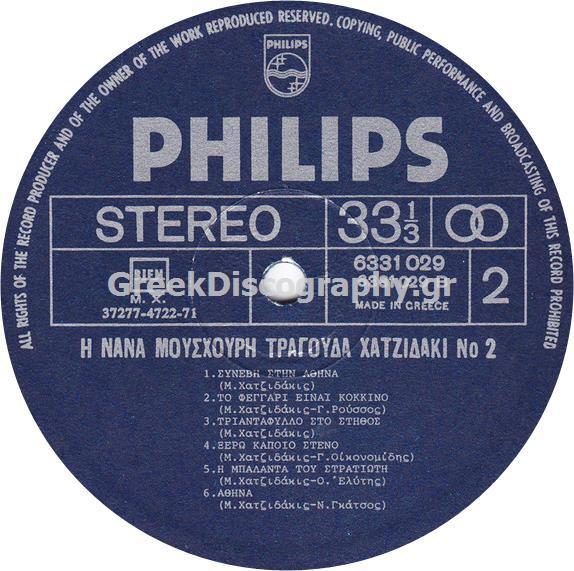 ALL RIGHTS OF THE RECORD PRODUCER AND OF THE OWNER OF THE WORK REPRODUCED RESERVED. COPYING, PUBLIC PERFORMANCE AND BROADCASTING OF THIS RECORD PROHIBITED
PHILIPS
PHILIPS
STEREO 33 1/3
BIEM 6331 029
GreekDiscography.gr
M. X. 2
37277-4722-71 MADE IN GREECE
Η ΝΑΝΑ ΜΟΥΣΧΟΥΡΗ ΤΡΑΓΟΥΔΑ ΧΑΤΖΙΔΑΚΙ Νο 2
1.ΣΥΝΕΒΗ ΣΤΗΝ ΑΘΗΝΑ
(Μ.Χατζιδάκις)
2.ΤΟ ΦΕΓΓΑΡΙ ΕΙΝΑΙ ΚΟΚΚΙΝΟ
(Μ.Χατζιδάκις-Γ.Ρούσσος)
3.ΤΡΙΑΝΤΑΦΥΛΛΟ ΣΤΟ ΣΤΗΘΟΣ
(Μ.Χατζιδάκις)
4.ΞΕΡΩ ΚΑΠΟΙΟ ΣΤΕΝΟ
(Μ.Χατζιδάκις-Γ.Οἰκονομίδης)
5.Η ΜΠΑΛΑΝΤΑ ΤΟΥ ΣΤΡΑΤΙΩΤΗ
(Μ.Χατζιδάκις-Ο.Ἐλύτης)
6.ΑΘΗΝΑ
(Μ.Χατζιδάκις-Ν.Γκάτσος)